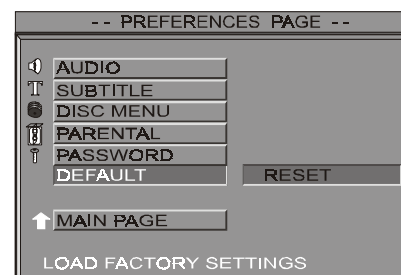 -- PREFERENCES PAGE --
AUDIO
SUBTITLE
DISC MENU
PARENTAL
PASSWORD
DEFAULT RESET
MAIN PAGE
LOAD FACTORY SETTINGS